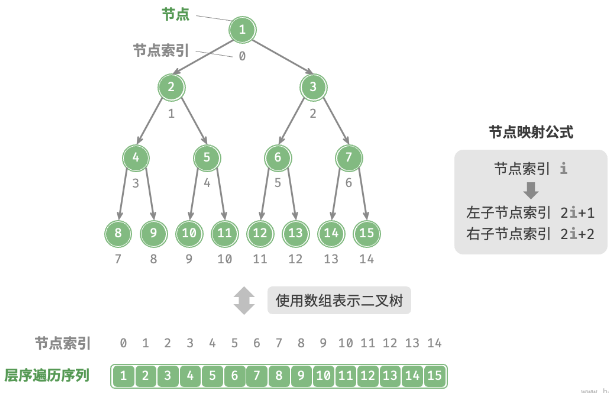 节点
1
节点索引
0
2 3
1 2
节点映射公式
4 5 6 7
节点索引 i
3 4 5 6
左子节点索引 2i+1
右子节点索引 2i+2
8 9 10 11 12 13 14 15
7 8 9 10 11 12 13 14
使用数组表示二叉树
节点索引 0 1 2 3 4 5 6 7 8 9 10 11 12 13 14
层序遍历序列 1 2 3 4 5 6 7 8 9 10 11 12 13 14 15